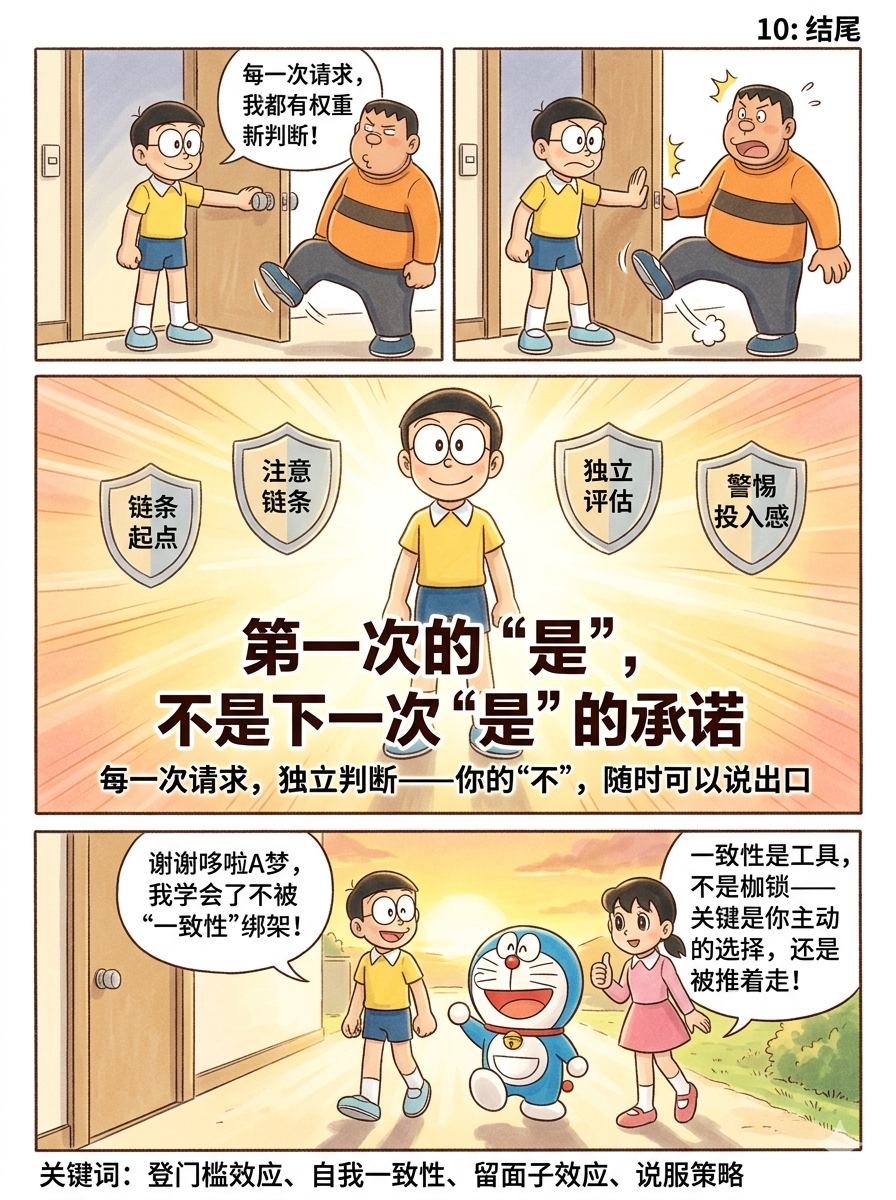 10: 结尾
每一次请求，
我都有权重
新判断！
链条
起点
注意
链条
独立
评估
警惕
投入感
第一次的“是”，
不是下一次“是”的承诺
每一次请求，独立判断——你的“不”，随时可以说出口
谢谢哆啦A梦，
我学会了不被
“一致性”绑架！
一致性是工具，
不是枷锁——
关键是你主动
的选择，还是
被推着走！
关键词：登门槛效应、自我一致性、留面子效应、说服策略